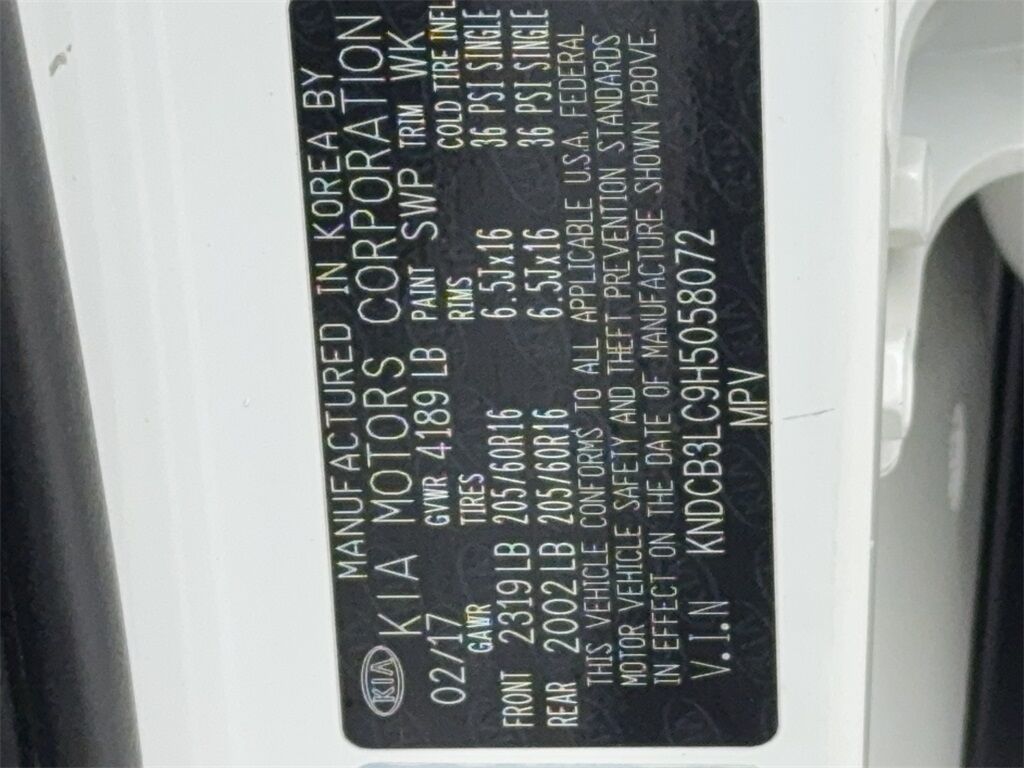 MANUFACTURED IN KOREA BY
KIA KIA MOTORS CORPORATION
02/17 GVWR 4189 LB PAINT SWP TRIM WK
GAWR TIRES RIMS COLD TIRE INFL
FRONT 2319 LB 205/60R16 6.5Jx16 36 PSI SINGLE
REAR 2002 LB 205/60R16 6.5Jx16 36 PSI SINGLE
THIS VEHICLE CONFORMS TO ALL APPLICABLE U.S.A. FEDERAL
MOTOR VEHICLE SAFETY AND THEFT PREVENTION STANDARDS
IN EFFECT ON THE DATE OF MANUFACTURE SHOWN ABOVE.
V.I.N KNDCB3LC9H5058072
MPV